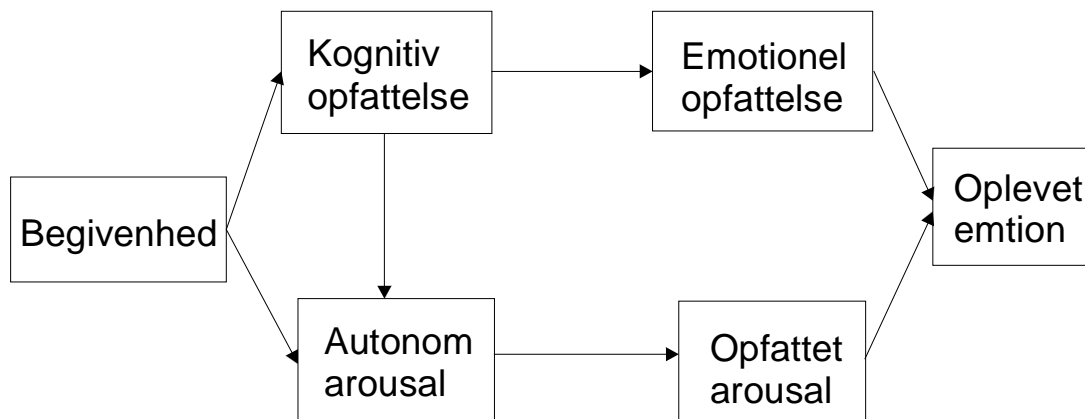 Kognitiv
opfattelse
Emotionel
opfattelse
Begivenhed
Oplevet
emtion
Autonom
arousal
Opfattet
arousal